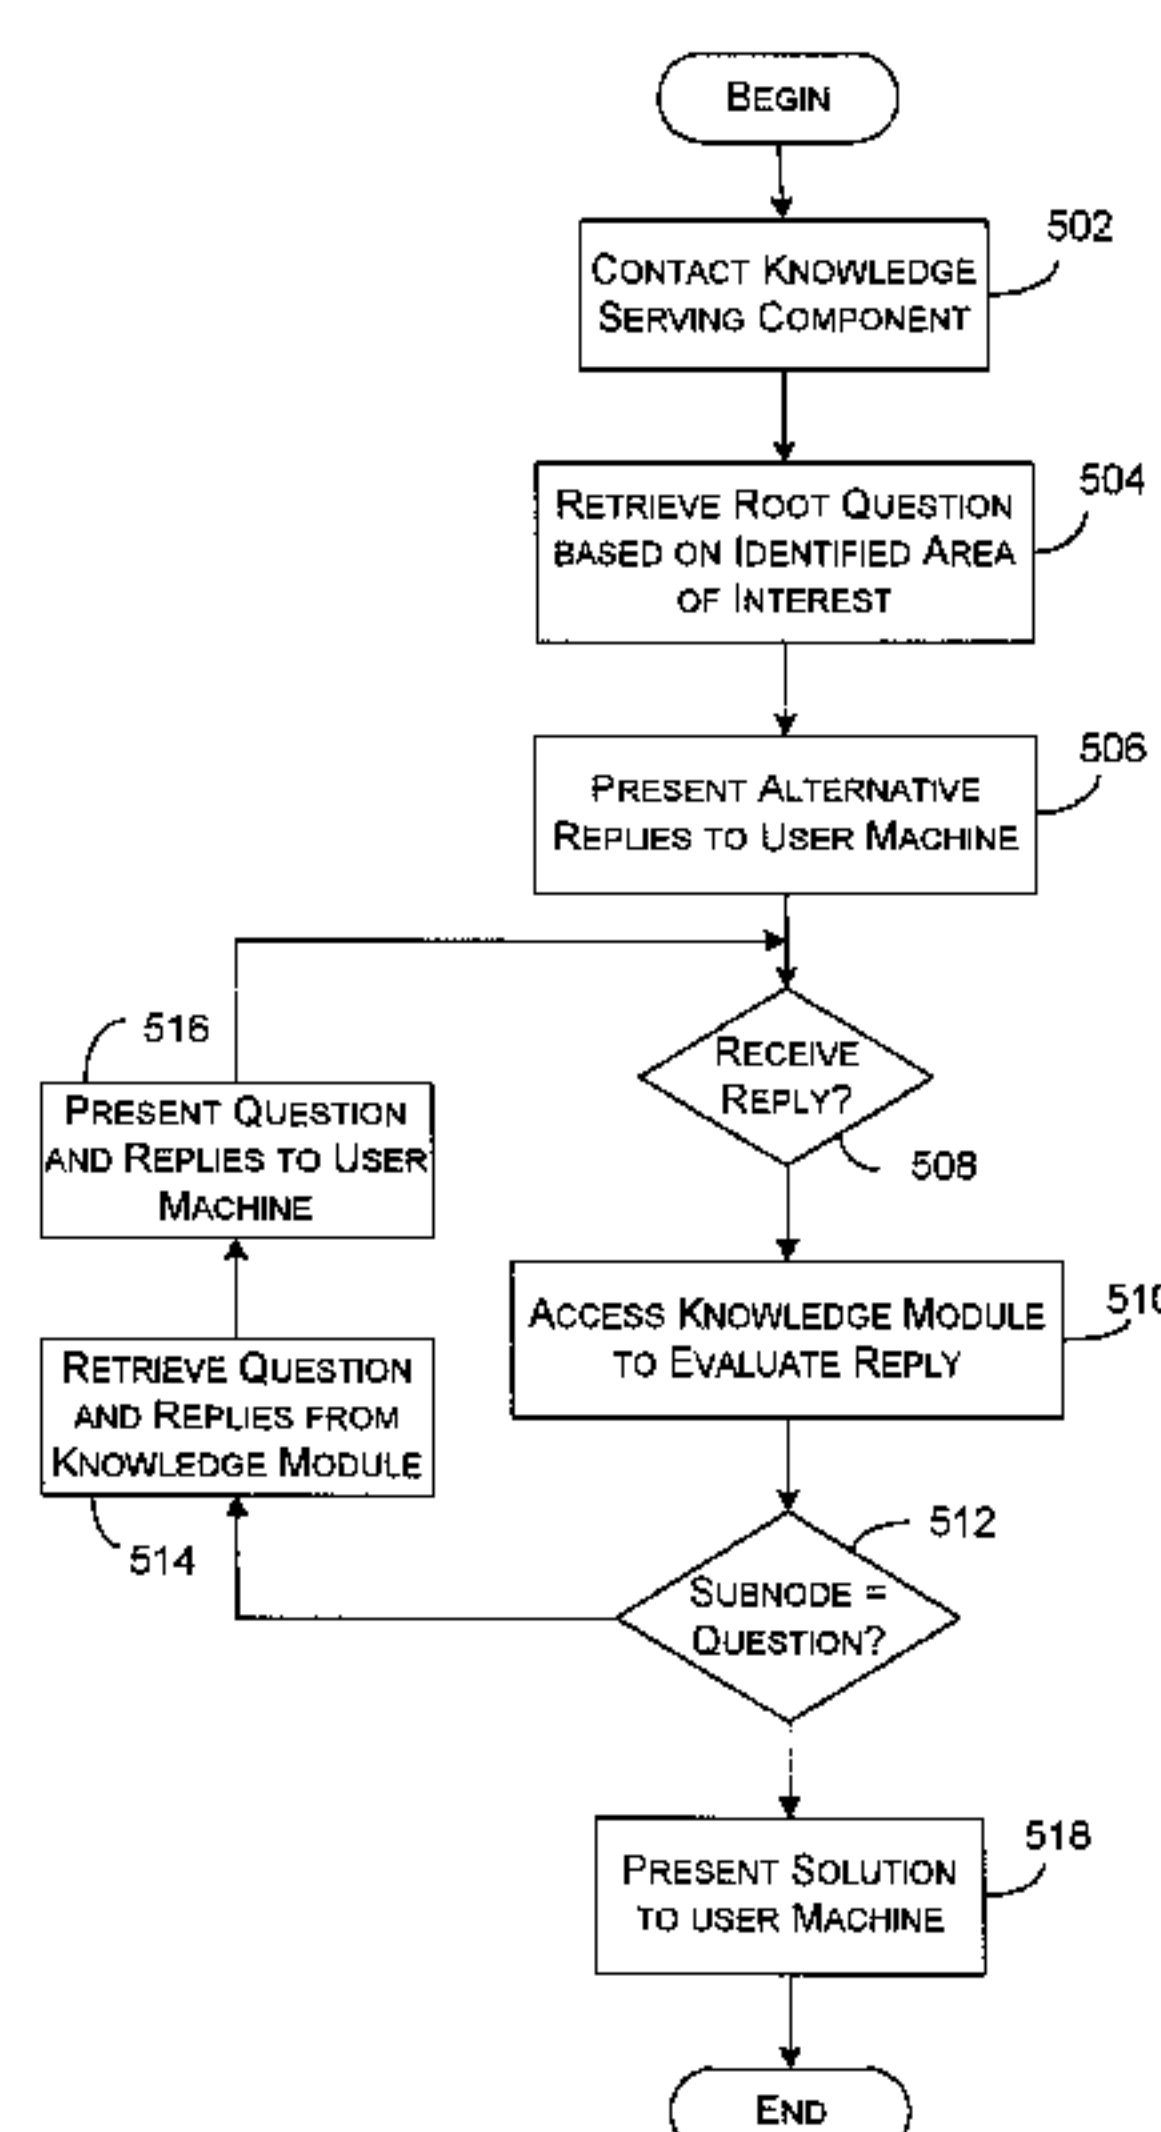 BEGIN
502
CONTACT KNOWLEDGE
SERVING COMPONENT
504
RETRIEVE ROOT QUESTION
BASED ON IDENTIFIED AREA
OF INTEREST
506
PRESENT ALTERNATIVE
REPLIES TO USER MACHINE
516
PRESENT QUESTION
AND REPLIES TO USER
MACHINE
RECEIVE
REPLY?
508
510
ACCESS KNOWLEDGE MODULE
TO EVALUATE REPLY
RETRIEVE QUESTION
AND REPLIES FROM
KNOWLEDGE MODULE
514
512
SUBNODE =
QUESTION?
518
PRESENT SOLUTION
TO USER MACHINE
END